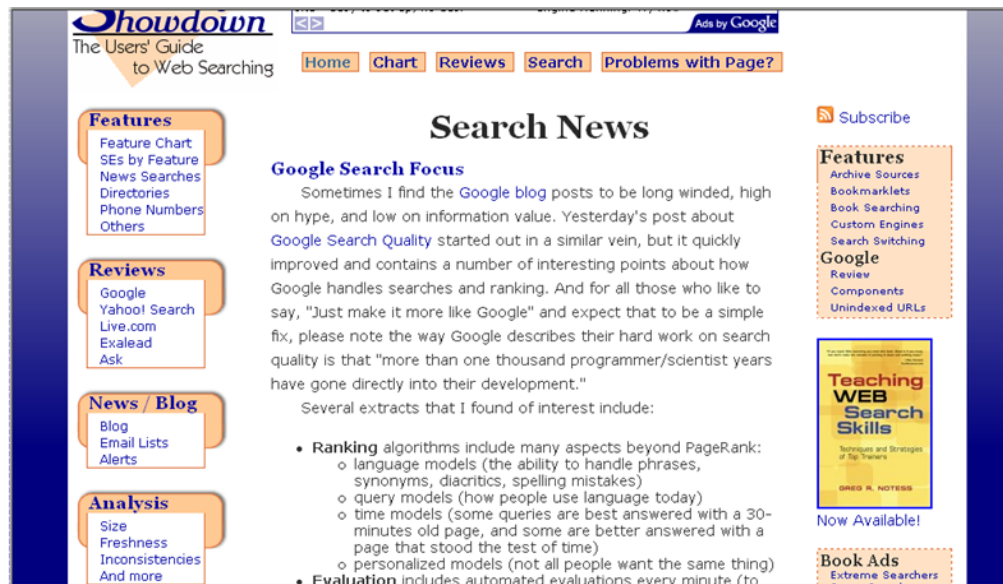 Showdown
The Users' Guide
to Web Searching
Ads by Google
Home Chart Reviews Search Problems with Page?
Features
Feature Chart
SEs by Feature
News Searches
Directories
Phone Numbers
Others
Reviews
Google
Yahoo! Search
Live.com
Exalead
Ask
News / Blog
Blog
Email Lists
Alerts
Analysis
Size
Freshness
Inconsistencies
And more
Search News
Google Search Focus
Sometimes I find the Google blog posts to be long winded, high
on hype, and low on information value. Yesterday's post about
Google Search Quality started out in a similar vein, but it quickly
improved and contains a number of interesting points about how
Google handles searches and ranking. And for all those who like to
say, "Just make it more like Google" and expect that to be a simple
fix, please note the way Google describes their hard work on search
quality is that "more than one thousand programmer/scientist years
have gone directly into their development."
Several extracts that I found of interest include:
• Ranking algorithms include many aspects beyond PageRank:
o language models (the ability to handle phrases,
synonyms, diacritics, spelling mistakes)
o query models (how people use language today)
o time models (some queries are best answered with a 30-
minutes old page, and some are better answered with a
page that stood the test of time)
o personalized models (not all people want the same thing)
• Evaluation includes automated evaluations every minute (to
Subscribe
Features
Archive Sources
Bookmarklets
Book Searching
Custom Engines
Search Switching
Google
Review
Components
Unindexed URLs
Teaching
WEB
Search
Skills
Techniques and Strategies
of Top Trainers
GREG R. NOTESS
Now Available!
Book Ads
Extreme Searchers